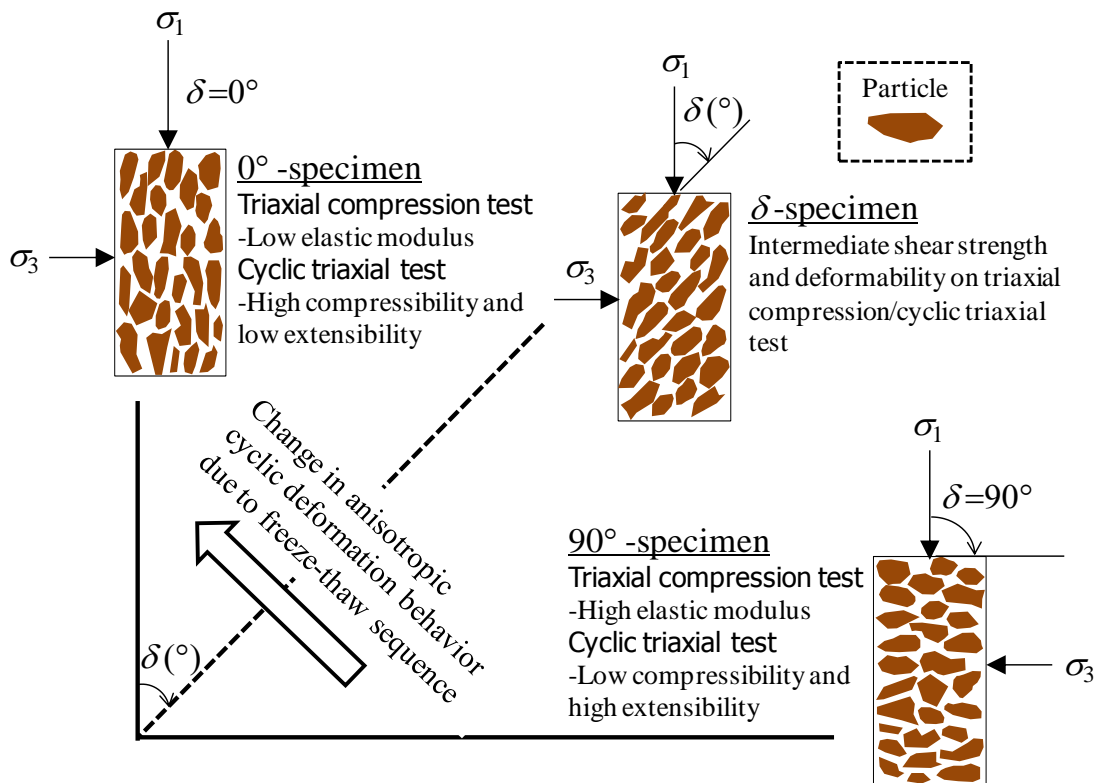 σ1
δ=0°
σ3
0° -specimen
Triaxial compression test
-Low elastic modulus
Cyclic triaxial test
-High compressibility and
low extensibility
σ1
δ(°)
σ3
Particle
δ-specimen
Intermediate shear strength
and deformability on triaxial
compression/cyclic triaxial
test
Change in anisotropic
cyclic deformation behavior
due to freeze-thaw sequence
δ(°)
σ1
δ=90°
90° -specimen
Triaxial compression test
-High elastic modulus
Cyclic triaxial test
-Low compressibility and
high extensibility
σ3